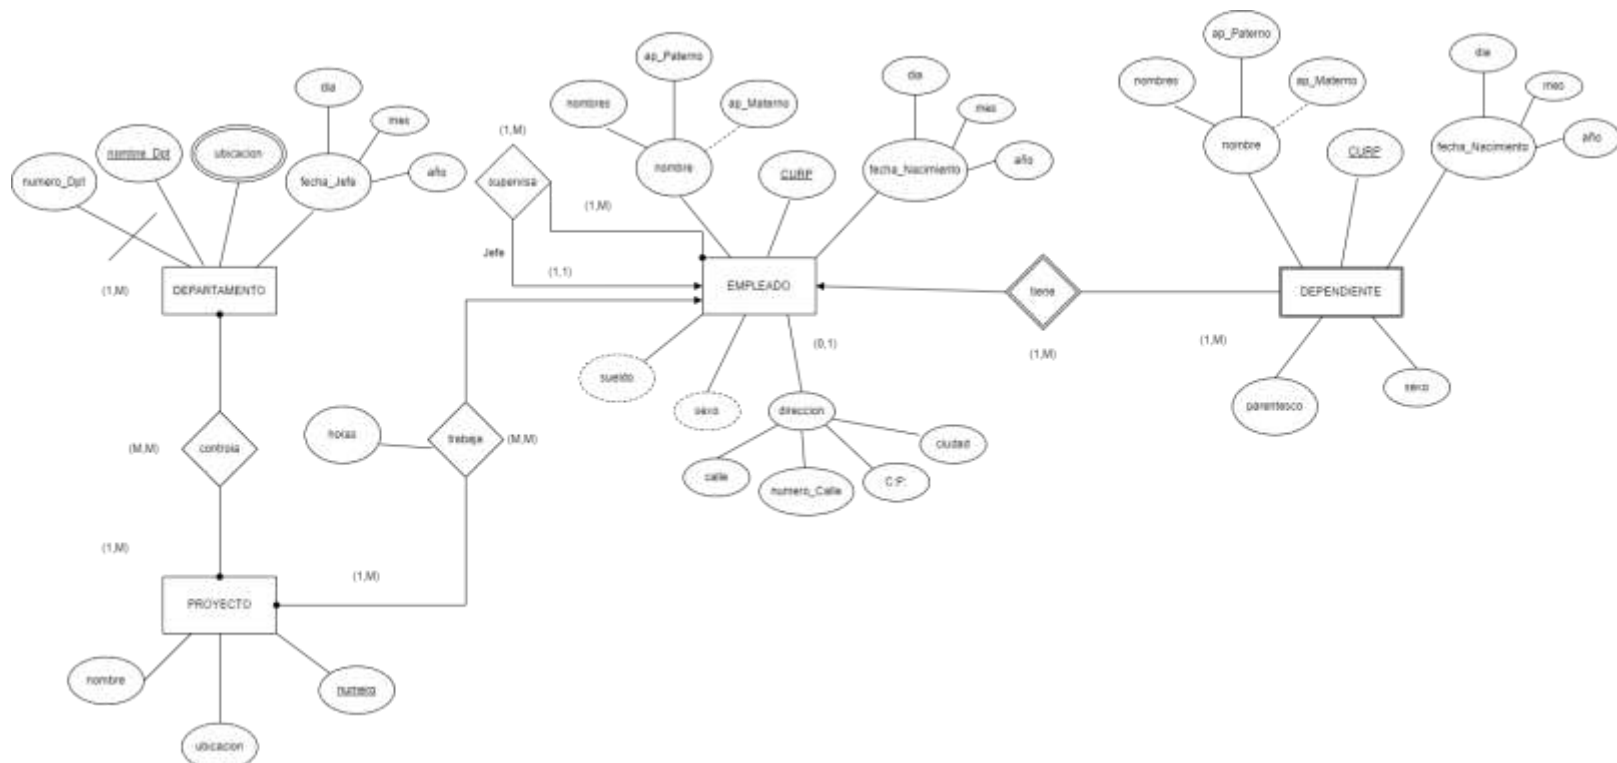 ap_Paterno
nombres
ap_Materno
nombre
dia
mes
año
fecha_Nacimiento
CURP
ap_Paterno
nombres
ap_Materno
nombre
dia
mes
año
fecha_Nacimiento
CURP
dia
mes
año
fecha_Jefe
ubicacion
nombre_Dpt
numero_Dpt
(1,M)
supervisa
(1,M)
Jefe
(1,1)
(1,M)
DEPARTAMENTO
EMPLEADO
tiene
DEPENDIENTE
(0,1)
(1,M)
(1,M)
sueldo
sexo
direccion
parentesco
sexo
horas
trabaja
(M,M)
(M,M)
controla
calle
numero_Calle
C.P.
ciudad
(1,M)
(1,M)
PROYECTO
nombre
numero
ubicacion